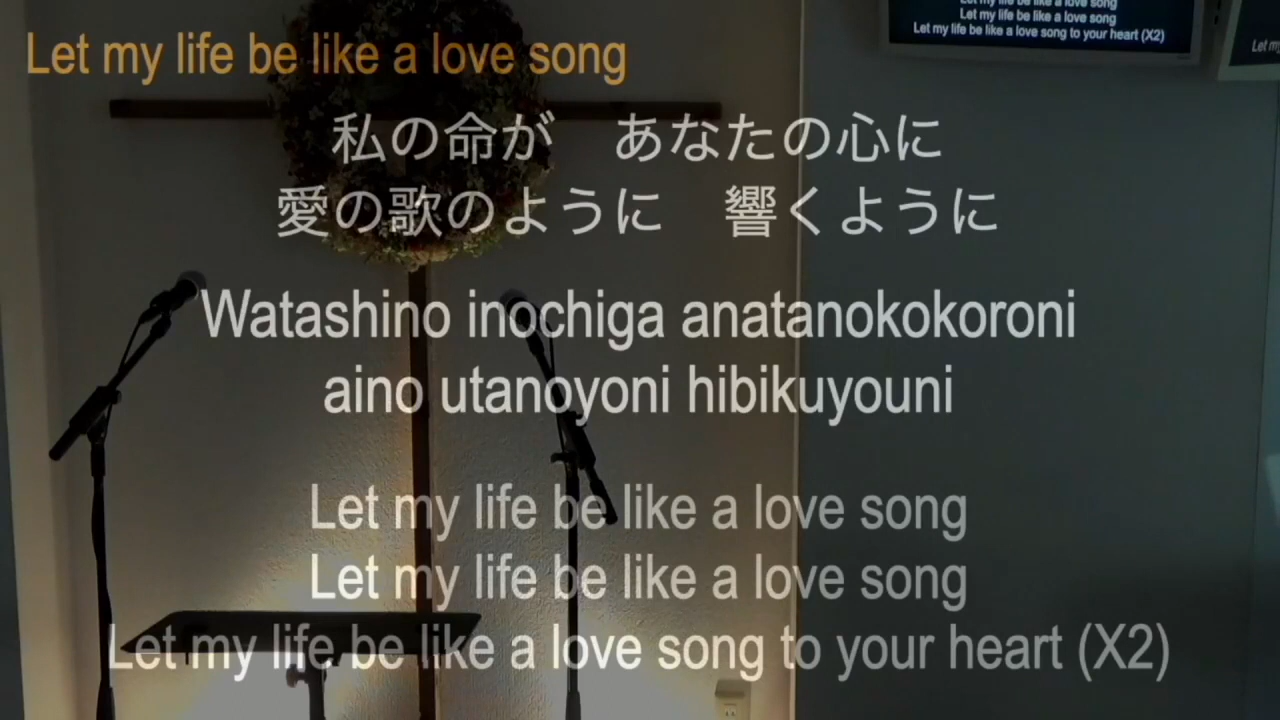 Let my life be like a love song
Let my life be like a love song
Let my life be like a love song to your heart (X2)
Let my life be like a love song
私の命が　あなたの心に
愛の歌のように　響くように
Watashino inochiga anatanokokoroni
aino utanoyoni hibikuyouni
Let my life be like a love song
Let my life be like a love song
Let my life be like a love song to your heart (X2)